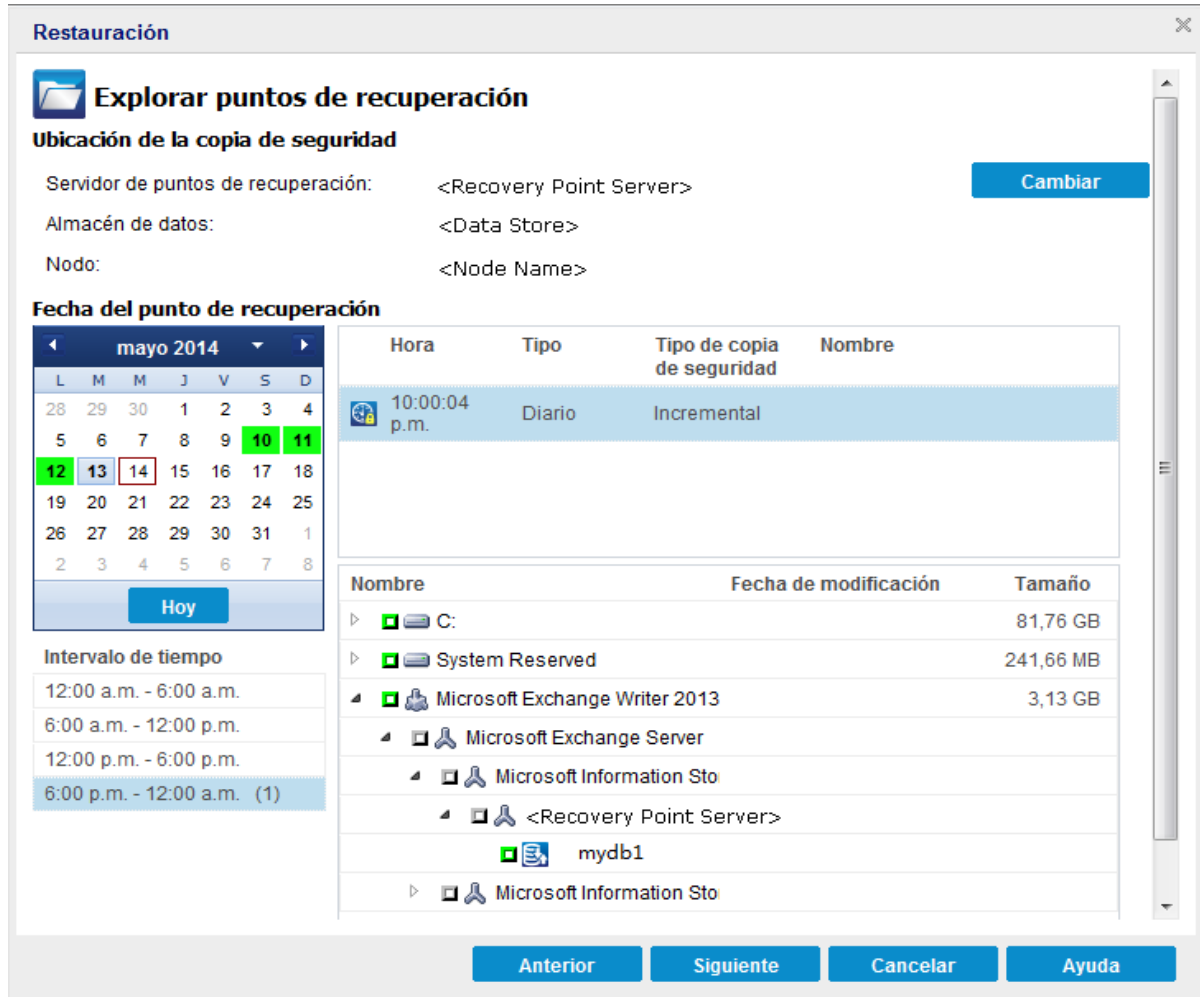 Restauración
Explorar puntos de recuperación
Ubicación de la copia de seguridad
Servidor de puntos de recuperación: <Recovery Point Server> Cambiar
Almacén de datos: <Data Store>
Nodo: <Node Name>
Fecha del punto de recuperación
mayo 2014
L M M J V S D
28 29 30 1 2 3 4
5 6 7 8 9 10 11
12 13 14 15 16 17 18
19 20 21 22 23 24 25
26 27 28 29 30 31 1
2 3 4 5 6 7 8
Hoy
Intervalo de tiempo
12:00 a.m. - 6:00 a.m.
6:00 a.m. - 12:00 p.m.
12:00 p.m. - 6:00 p.m.
6:00 p.m. - 12:00 a.m. (1)
Hora Tipo Tipo de copia de seguridad Nombre
10:00:04 p.m. Diario Incremental
Nombre Fecha de modificación Tamaño
C: 81,76 GB
System Reserved 241,66 MB
Microsoft Exchange Writer 2013 3,13 GB
Microsoft Exchange Server
Microsoft Information Sto
<Recovery Point Server>
mydb1
Microsoft Information Sto
Anterior Siguiente Cancelar Ayuda